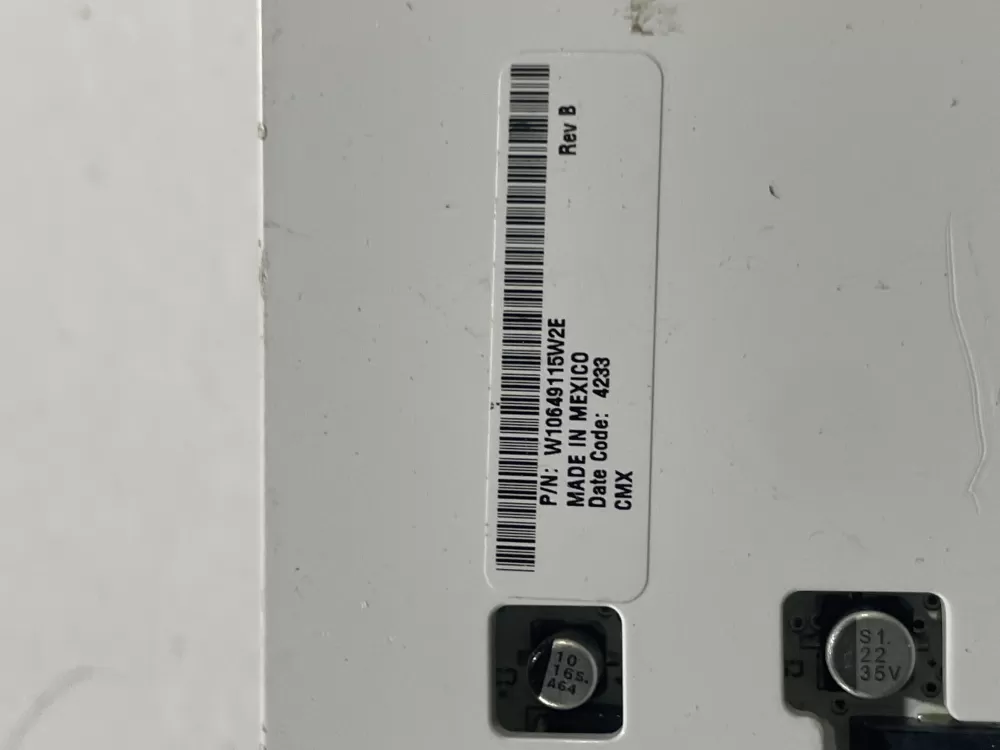 Rev B
P/N: W10649115W2E
MADE IN MEXICO
Date Code: 4233
CMX
10
16S.
A64
S1.
22
35V